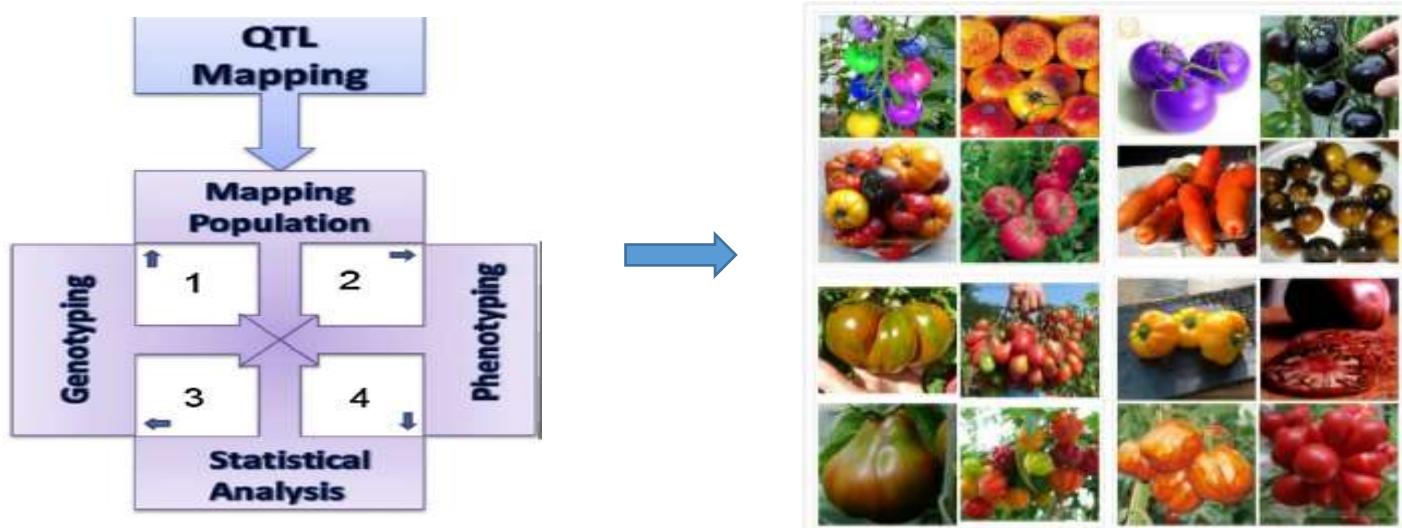 QTL
Mapping
Mapping
Population
1
2
Genotyping
Phenotyping
3
4
Statistical
Analysis